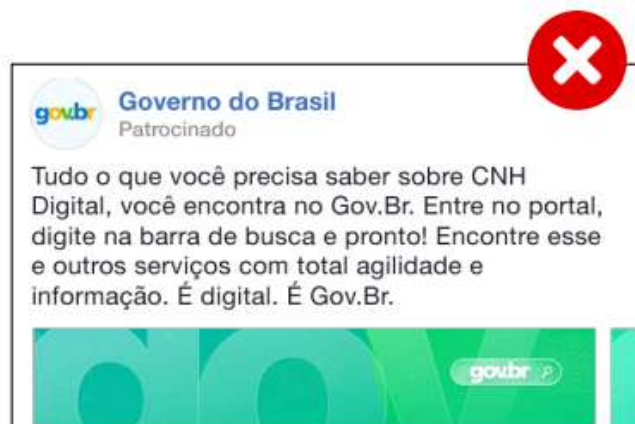 gov.br
Governo do Brasil
Patrocinado
Tudo o que você precisa saber sobre CNH
Digital, você encontra no Gov.Br. Entre no portal,
digite na barra de busca e pronto! Encontre esse
e outros serviços com total agilidade e
informação. É digital. É Gov.Br.
gov
gov.br